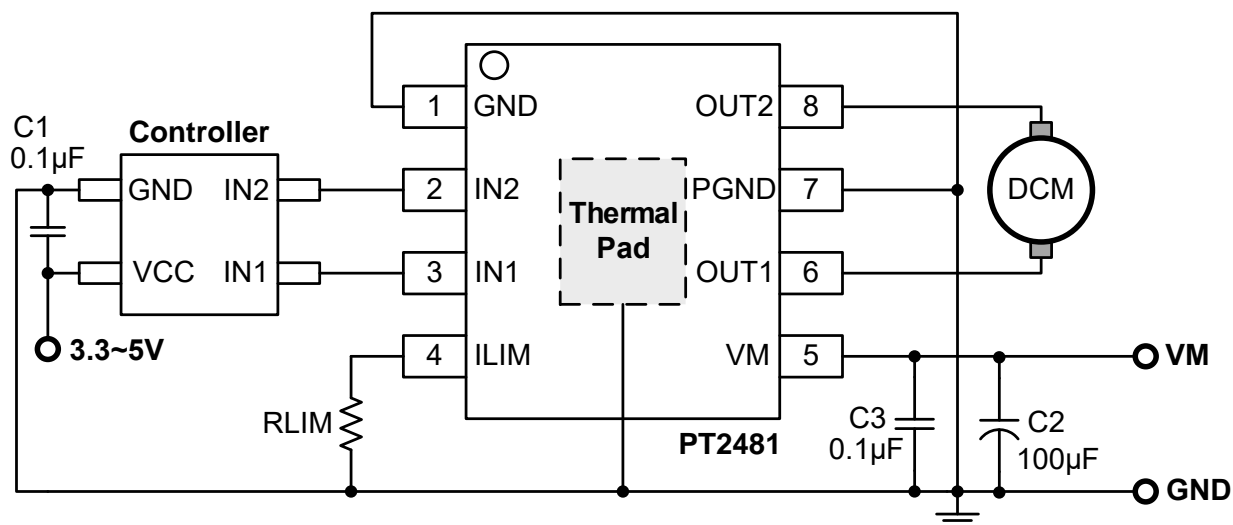 C1
0.1µF
Controller
GND
IN2
VCC
IN1
3.3~5V
1
GND
2
IN2
3
IN1
4
ILIM
RLIM
Thermal
Pad
OUT2
8
PGND
7
OUT1
6
VM
5
PT2481
DCM
VM
C3
0.1µF
C2
100µF
GND